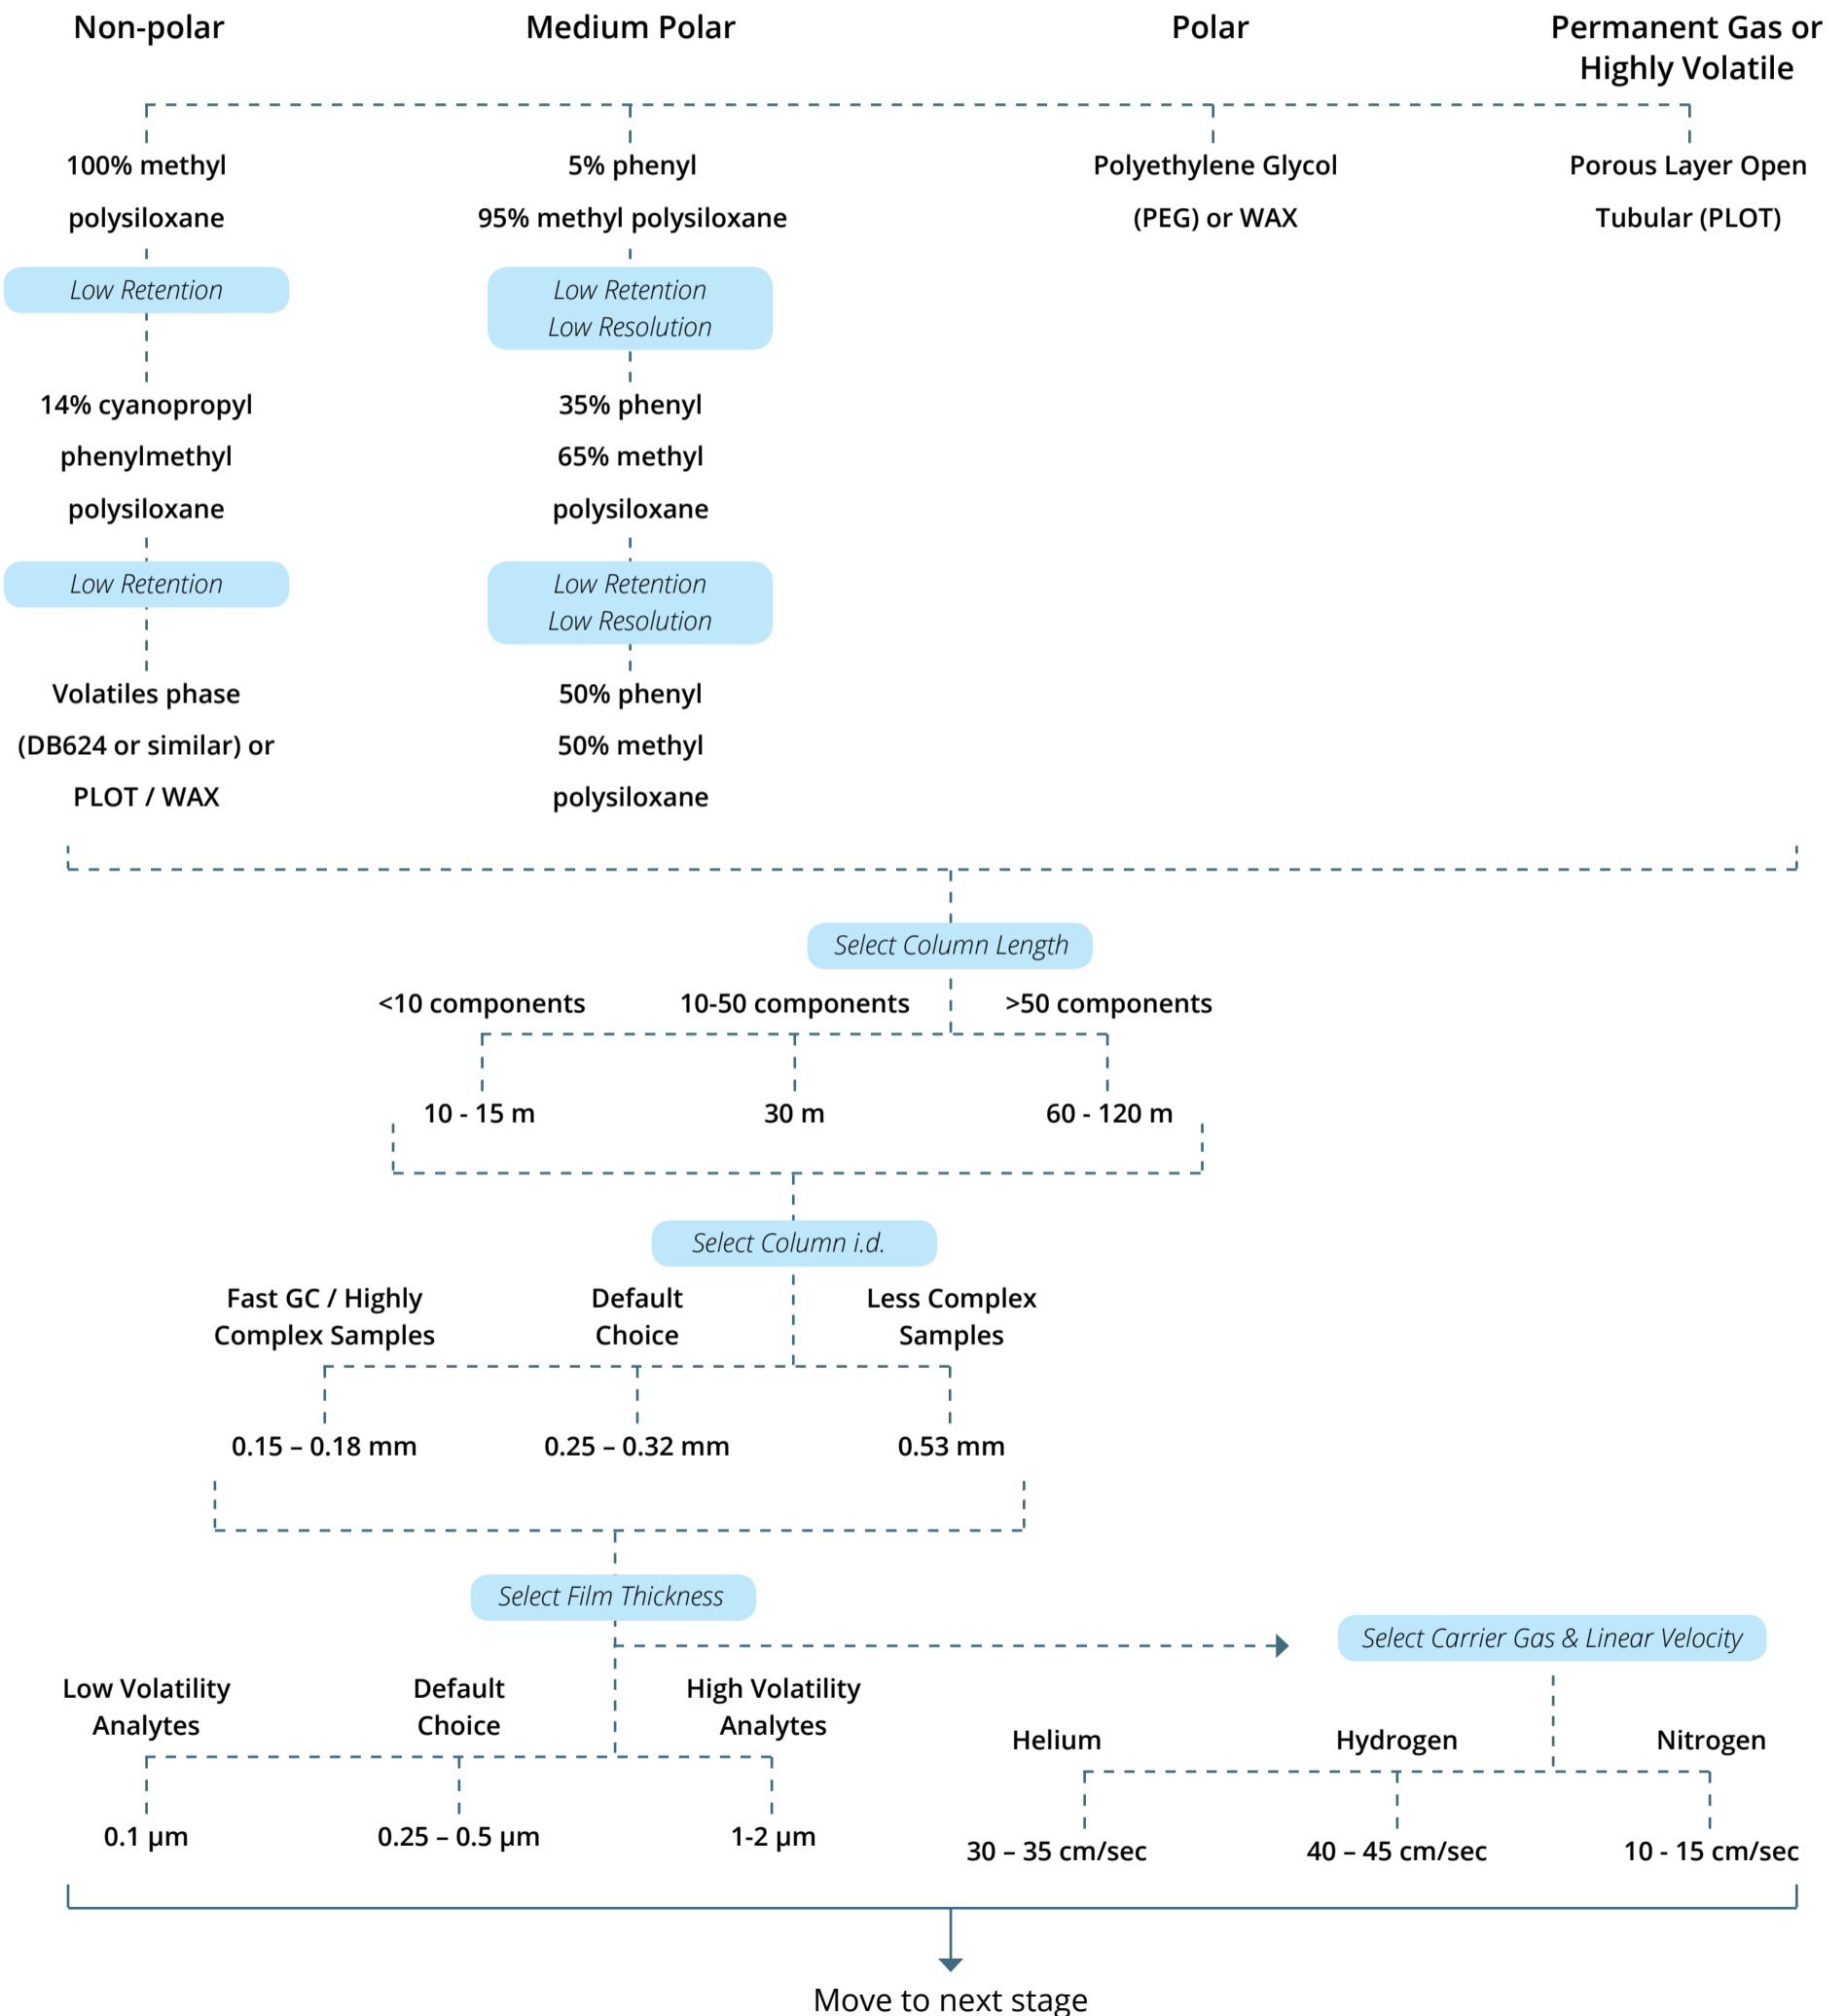 Non-polar
Medium Polar
Polar
Permanent Gas or
Highly Volatile
100% methyl
polysiloxane
5% phenyl
95% methyl polysiloxane
Polyethylene Glycol
(PEG) or WAX
Porous Layer Open
Tubular (PLOT)
Low Retention
Low Retention
Low Resolution
14% cyanopropyl
phenylmethyl
polysiloxane
35% phenyl
65% methyl
polysiloxane
Low Retention
Low Retention
Low Resolution
Volatiles phase
(DB624 or similar) or
PLOT / WAX
50% phenyl
50% methyl
polysiloxane
Select Column Length
<10 components
10-50 components
>50 components
10 - 15 m
30 m
60 - 120 m
Select Column i.d.
Fast GC / Highly
Complex Samples
Default
Choice
Less Complex
Samples
0.15 – 0.18 mm
0.25 – 0.32 mm
0.53 mm
Select Film Thickness
Select Carrier Gas & Linear Velocity
Low Volatility
Analytes
Default
Choice
High Volatility
Analytes
Helium
Hydrogen
Nitrogen
0.1 µm
0.25 – 0.5 µm
1-2 µm
30 – 35 cm/sec
40 – 45 cm/sec
10 - 15 cm/sec
Move to next stage